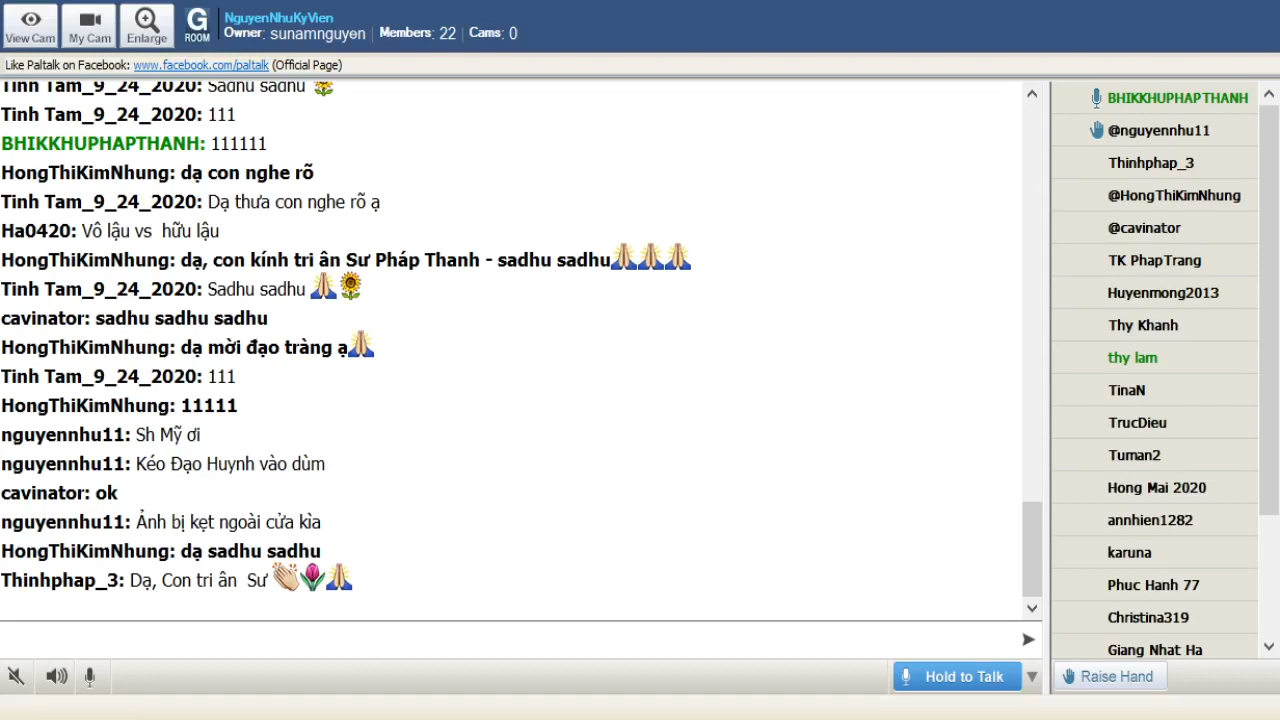 View Cam
My Cam
Enlarge
G
ROOM
NguyenNhuKyVien
Owner: sunamnguyen | Members: 22 | Cams: 0
Like Paltalk on Facebook: www.facebook.com/paltalk (Official Page)
Tinh Tam_9_24_2020: Sadhu sadhu 🌻
Tinh Tam_9_24_2020: 111
BHIKKHUPHAPTHANH: 111111
HongThiKimNhung: dạ con nghe rõ
Tinh Tam_9_24_2020: Dạ thưa con nghe rõ ạ
Ha0420: Vô lậu vs hữu lậu
HongThiKimNhung: dạ, con kính tri ân Sư Pháp Thanh - sadhu sadhu🙏🙏🙏
Tinh Tam_9_24_2020: Sadhu sadhu 🙏🌻
cavinator: sadhu sadhu sadhu
HongThiKimNhung: dạ mời đạo tràng ạ🙏
Tinh Tam_9_24_2020: 111
HongThiKimNhung: 11111
nguyennhu11: Sh Mỹ ơi
nguyennhu11: Kéo Đạo Huynh vào dùm
cavinator: ok
nguyennhu11: Ảnh bị kẹt ngoài cửa kìa
HongThiKimNhung: dạ sadhu sadhu
Thinhphap_3: Dạ, Con tri ân Sư 👏🌷🙏
BHIKKHUPHAPTHANH
@nguyennhu11
Thinhphap_3
@HongThiKimNhung
@cavinator
TK PhapTrang
Huyenmong2013
Thy Khanh
thy lam
TinaN
TrucDieu
Tuman2
Hong Mai 2020
annhien1282
karuna
Phuc Hanh 77
Christina319
Giang Nhat Ha
Hold to Talk
Raise Hand